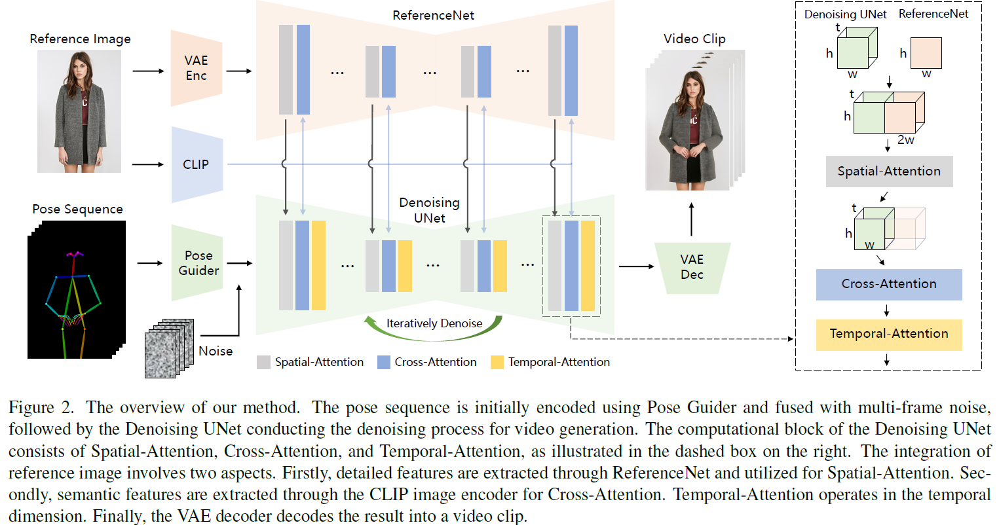 ReferenceNet
Reference Image
VAE
Enc
...
...
...
...
CLIP
Pose Sequence
Pose
Guider
Noise
Denoising
UNet
...
...
...
Iteratively Denoise
Spatial-Attention
Cross-Attention
Temporal-Attention
Video Clip
VAE
Dec
Denoising UNet
ReferenceNet
t
h
w
h
w
t
h
2w
Spatial-Attention
t
h
w
Cross-Attention
Temporal-Attention
Figure 2. The overview of our method. The pose sequence is initially encoded using Pose Guider and fused with multi-frame noise,
followed by the Denoising UNet conducting the denoising process for video generation. The computational block of the Denoising UNet
consists of Spatial-Attention, Cross-Attention, and Temporal-Attention, as illustrated in the dashed box on the right. The integration of
reference image involves two aspects. Firstly, detailed features are extracted through ReferenceNet and utilized for Spatial-Attention. Sec-
ondly, semantic features are extracted through the CLIP image encoder for Cross-Attention. Temporal-Attention operates in the temporal
dimension. Finally, the VAE decoder decodes the result into a video clip.